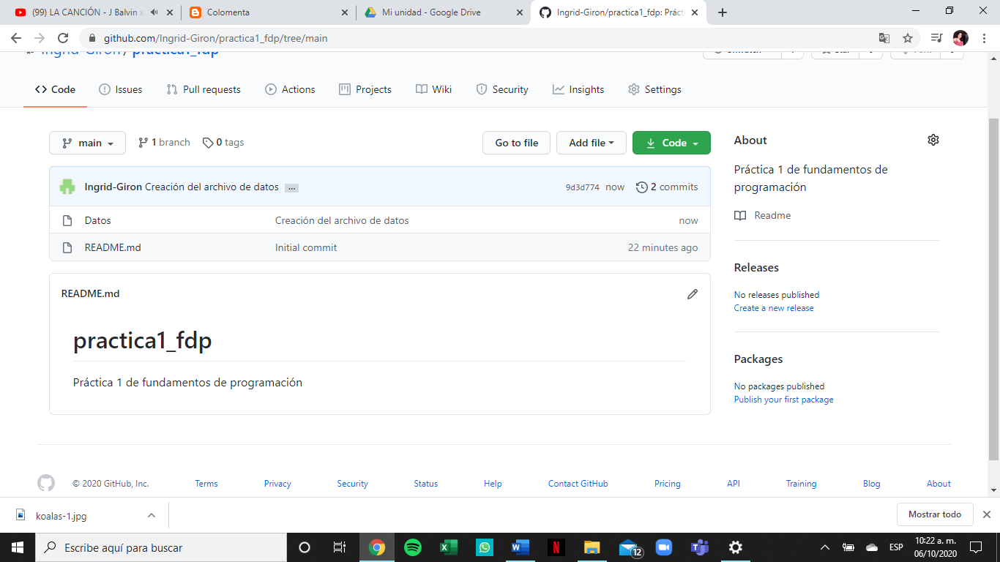 (99) LA CANCIÓN - J Balvin x
Colomenta
Mi unidad - Google Drive
Ingrid-Giron/practica1_fdp: Práct
github.com/Ingrid-Giron/practica1_fdp/tree/main
Ingrid-Giron / practica1_fdp
Code Issues Pull requests Actions Projects Wiki Security Insights Settings
main 1 branch 0 tags Go to file Add file Code
Ingrid-Giron Creación del archivo de datos ... 9d3d774 now 2 commits
Datos Creación del archivo de datos now
README.md Initial commit 22 minutes ago
README.md
practica1_fdp
Práctica 1 de fundamentos de programación
About
Práctica 1 de fundamentos de
programación
Readme
Releases
No releases published
Create a new release
Packages
No packages published
Publish your first package
© 2020 GitHub, Inc. Terms Privacy Security Status Help Contact GitHub Pricing API Training Blog About
koalas-1.jpg Mostrar todo
Escribe aquí para buscar
12
ESP
10:22 a. m.
06/10/2020